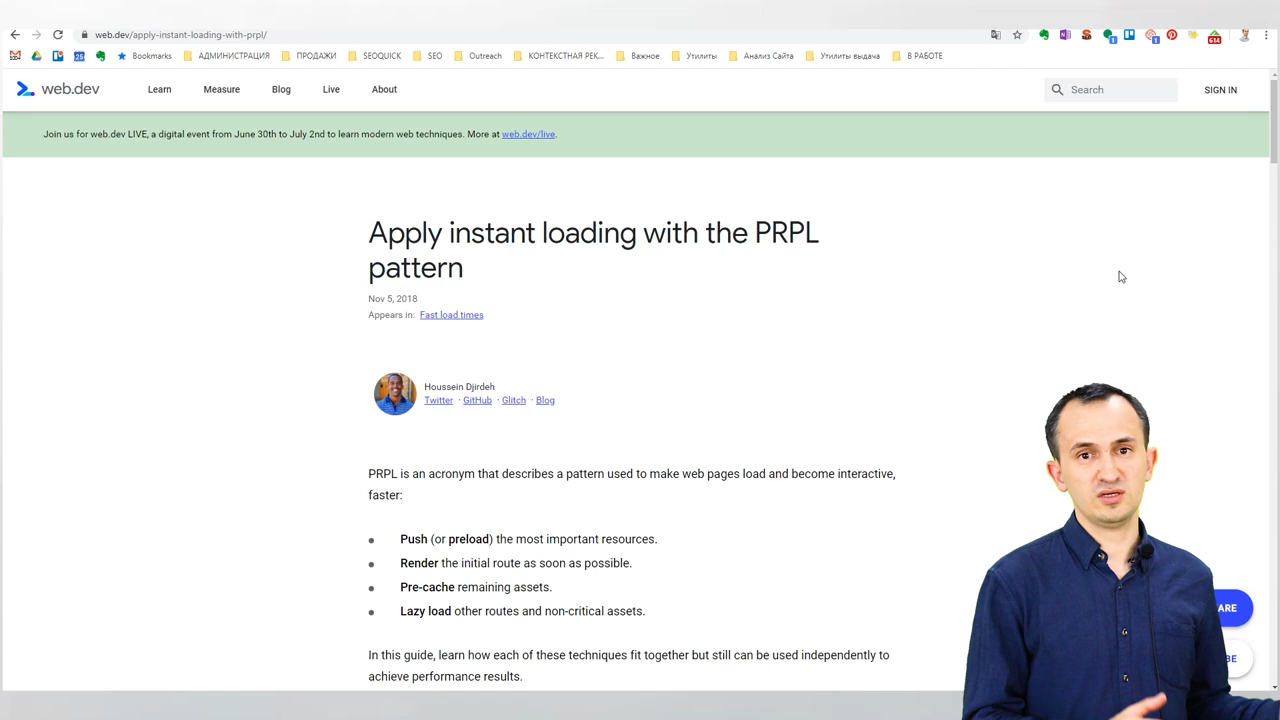 web.dev/apply-instant-loading-with-prpl/
Bookmarks АДМИНИСТРАЦИЯ ПРОДАЖИ SEOQUICK SEO Outreach КОНТЕКСТНАЯ РЕК... Важное Утилиты Анализ Сайта Утилиты выдача В РАБОТЕ
web.dev Learn Measure Blog Live About Search SIGN IN
Join us for web.dev LIVE, a digital event from June 30th to July 2nd to learn modern web techniques. More at web.dev/live.
Apply instant loading with the PRPL
pattern
Nov 5, 2018
Appears in: Fast load times
Houssein Djirdeh
Twitter · GitHub · Glitch · Blog
PRPL is an acronym that describes a pattern used to make web pages load and become interactive,
faster:
Push (or preload) the most important resources.
Render the initial route as soon as possible.
Pre-cache remaining assets.
Lazy load other routes and non-critical assets.
ARE
In this guide, learn how each of these techniques fit together but still can be used independently to
BE
achieve performance results.